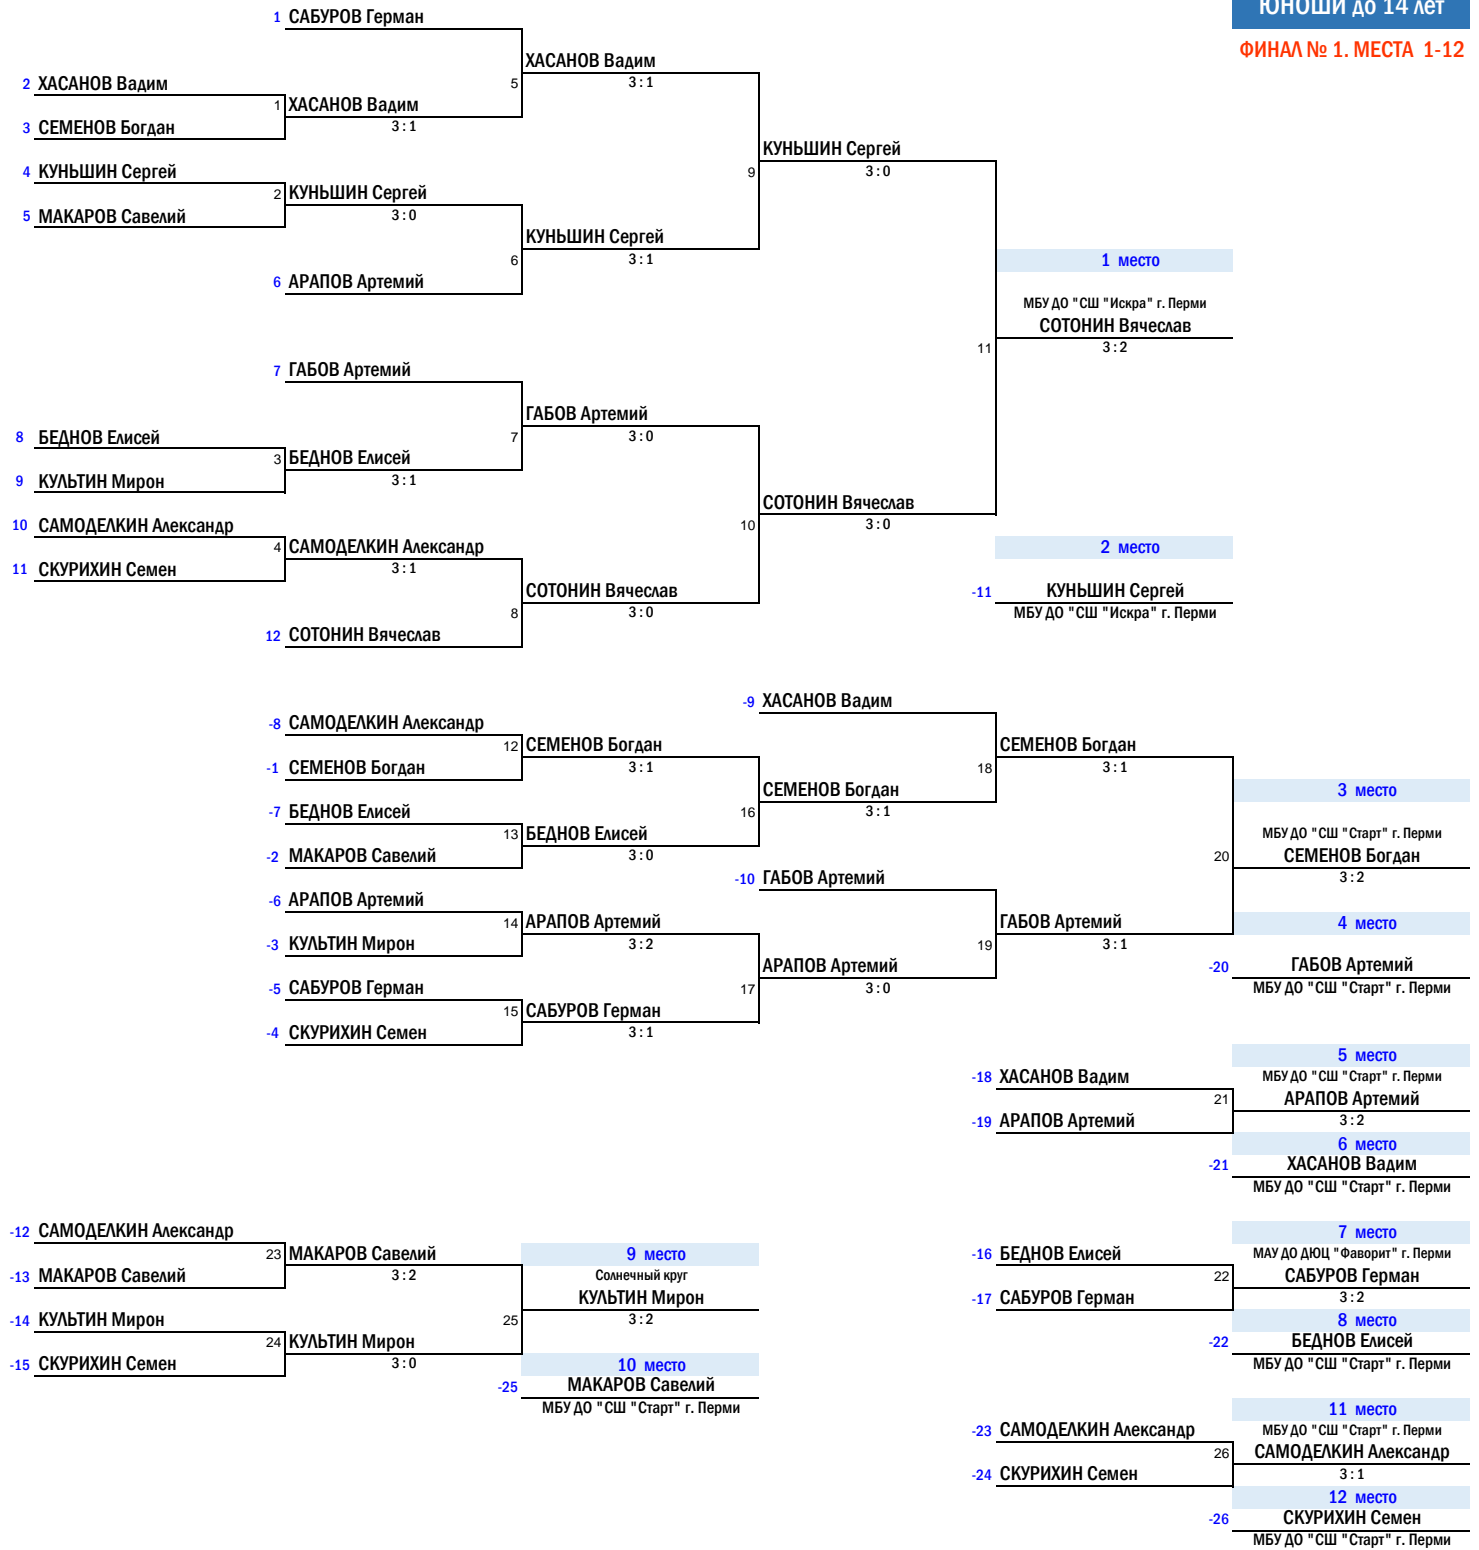 ЮНОШИ до 14 лет
ФИНАЛ № 1. МЕСТА 1-12
1 САБУРОВ Герман
ХАСАНОВ Вадим
5 3 : 1
2 ХАСАНОВ Вадим
1 ХАСАНОВ Вадим
3 : 1
3 СЕМЕНОВ Богдан
КУНЬШИН Сергей
9 3 : 0
4 КУНЬШИН Сергей
2 КУНЬШИН Сергей
3 : 0
5 МАКАРОВ Савелий
КУНЬШИН Сергей
6 3 : 1
6 АРАПОВ Артемий
1 место
МБУ ДО "СШ "Искра" г. Перми
СОТОНИН Вячеслав
11 3 : 2
7 ГАБОВ Артемий
ГАБОВ Артемий
7 3 : 0
8 БЕДНОВ Елисей
3 БЕДНОВ Елисей
3 : 1
9 КУЛЬТИН Мирон
СОТОНИН Вячеслав
10 3 : 0
10 САМОДЕЛКИН Александр
4 САМОДЕЛКИН Александр
3 : 1
11 СКУРИХИН Семен
2 место
-11 КУНЬШИН Сергей
МБУ ДО "СШ "Искра" г. Перми
СОТОНИН Вячеслав
8 3 : 0
12 СОТОНИН Вячеслав
-9 ХАСАНОВ Вадим
-8 САМОДЕЛКИН Александр
12 СЕМЕНОВ Богдан
3 : 1
СЕМЕНОВ Богдан
18 3 : 1
-1 СЕМЕНОВ Богдан
СЕМЕНОВ Богдан
16 3 : 1
3 место
-7 БЕДНОВ Елисей
13 БЕДНОВ Елисей
3 : 0
МБУ ДО "СШ "Старт" г. Перми
СЕМЕНОВ Богдан
20 3 : 2
-2 МАКАРОВ Савелий
-10 ГАБОВ Артемий
-6 АРАПОВ Артемий
14 АРАПОВ Артемий
3 : 2
ГАБОВ Артемий
19 3 : 1
4 место
-3 КУЛЬТИН Мирон
АРАПОВ Артемий
17 3 : 0
-20 ГАБОВ Артемий
МБУ ДО "СШ "Старт" г. Перми
-5 САБУРОВ Герман
15 САБУРОВ Герман
3 : 1
-4 СКУРИХИН Семен
5 место
МБУ ДО "СШ "Старт" г. Перми
-18 ХАСАНОВ Вадим
21 АРАПОВ Артемий
3 : 2
-19 АРАПОВ Артемий
6 место
-21 ХАСАНОВ Вадим
МБУ ДО "СШ "Старт" г. Перми
-12 САМОДЕЛКИН Александр
23 МАКАРОВ Савелий
3 : 2
-13 МАКАРОВ Савелий
9 место
Солнечный круг
КУЛЬТИН Мирон
25 3 : 2
-14 КУЛЬТИН Мирон
24 КУЛЬТИН Мирон
3 : 0
-15 СКУРИХИН Семен
10 место
-25 МАКАРОВ Савелий
МБУ ДО "СШ "Старт" г. Перми
7 место
МАУ ДО ДЮЦ "Фаворит" г. Перми
-16 БЕДНОВ Елисей
22 САБУРОВ Герман
3 : 2
-17 САБУРОВ Герман
8 место
-22 БЕДНОВ Елисей
МБУ ДО "СШ "Старт" г. Перми
11 место
МБУ ДО "СШ "Старт" г. Перми
-23 САМОДЕЛКИН Александр
26 САМОДЕЛКИН Александр
3 : 1
-24 СКУРИХИН Семен
12 место
-26 СКУРИХИН Семен
МБУ ДО "СШ "Старт" г. Перми